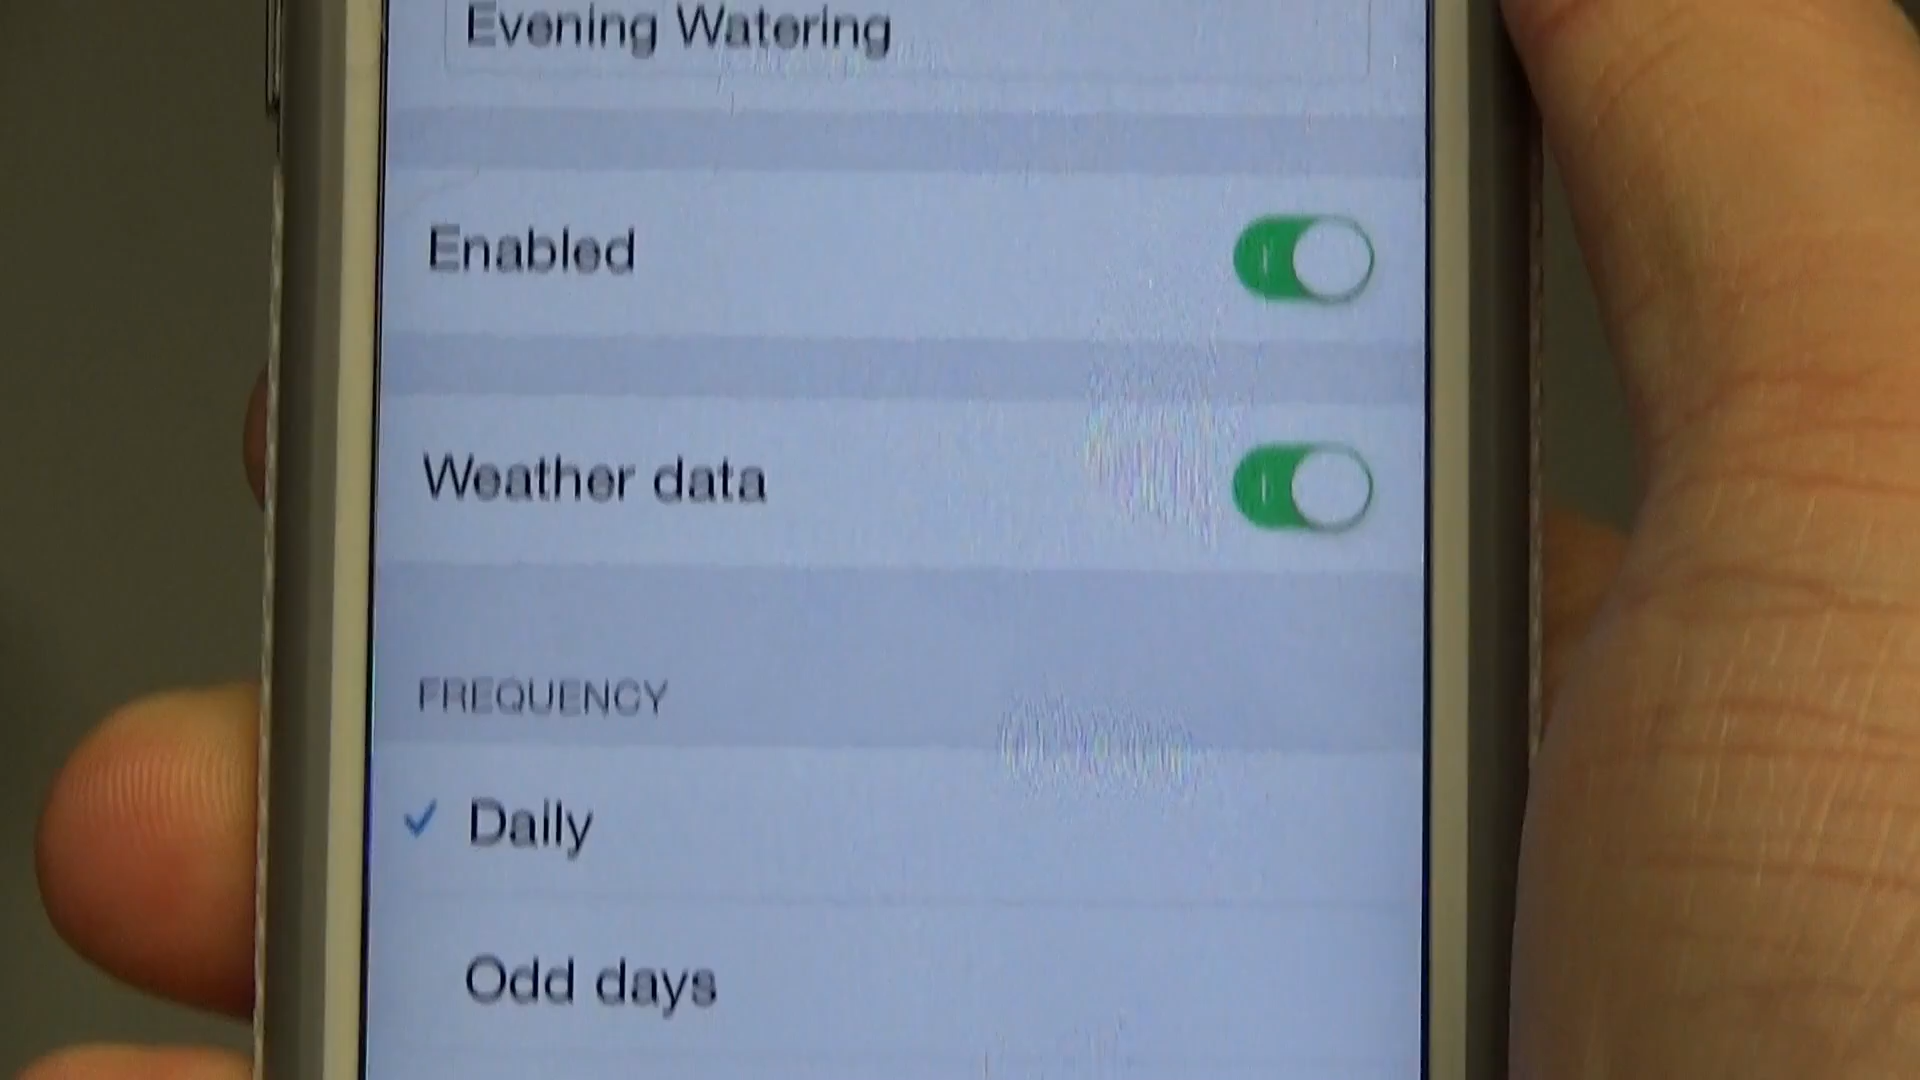 Evening Watering
Enabled
Weather data
FREQUENCY
Daily
Odd days